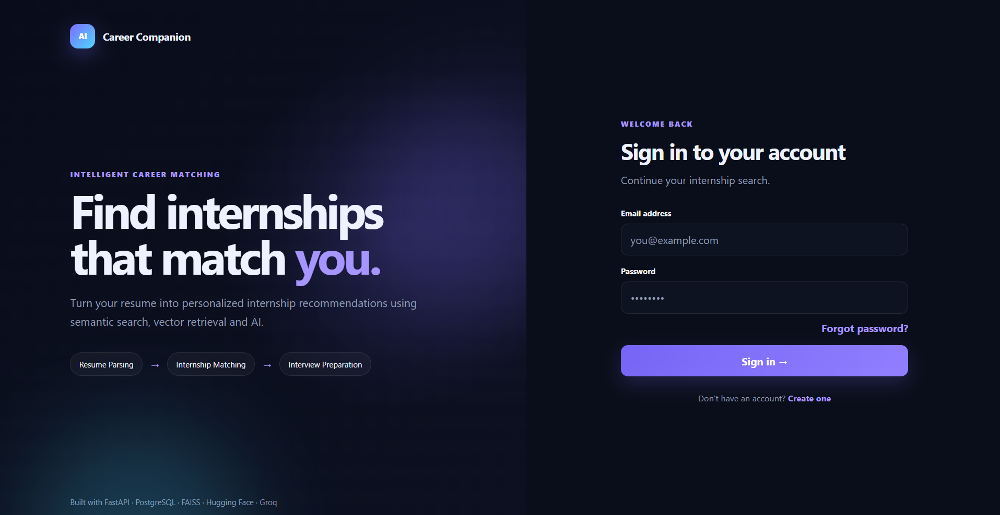 AI
Career Companion
INTELLIGENT CAREER MATCHING
Find internships
that match you.
Turn your resume into personalized internship recommendations using
semantic search, vector retrieval and AI.
Resume Parsing → Internship Matching → Interview Preparation
Built with FastAPI · PostgreSQL · FAISS · Hugging Face · Groq
WELCOME BACK
Sign in to your account
Continue your internship search.
Email address
you@example.com
Password
••••••••
Forgot password?
Sign in →
Don't have an account? Create one